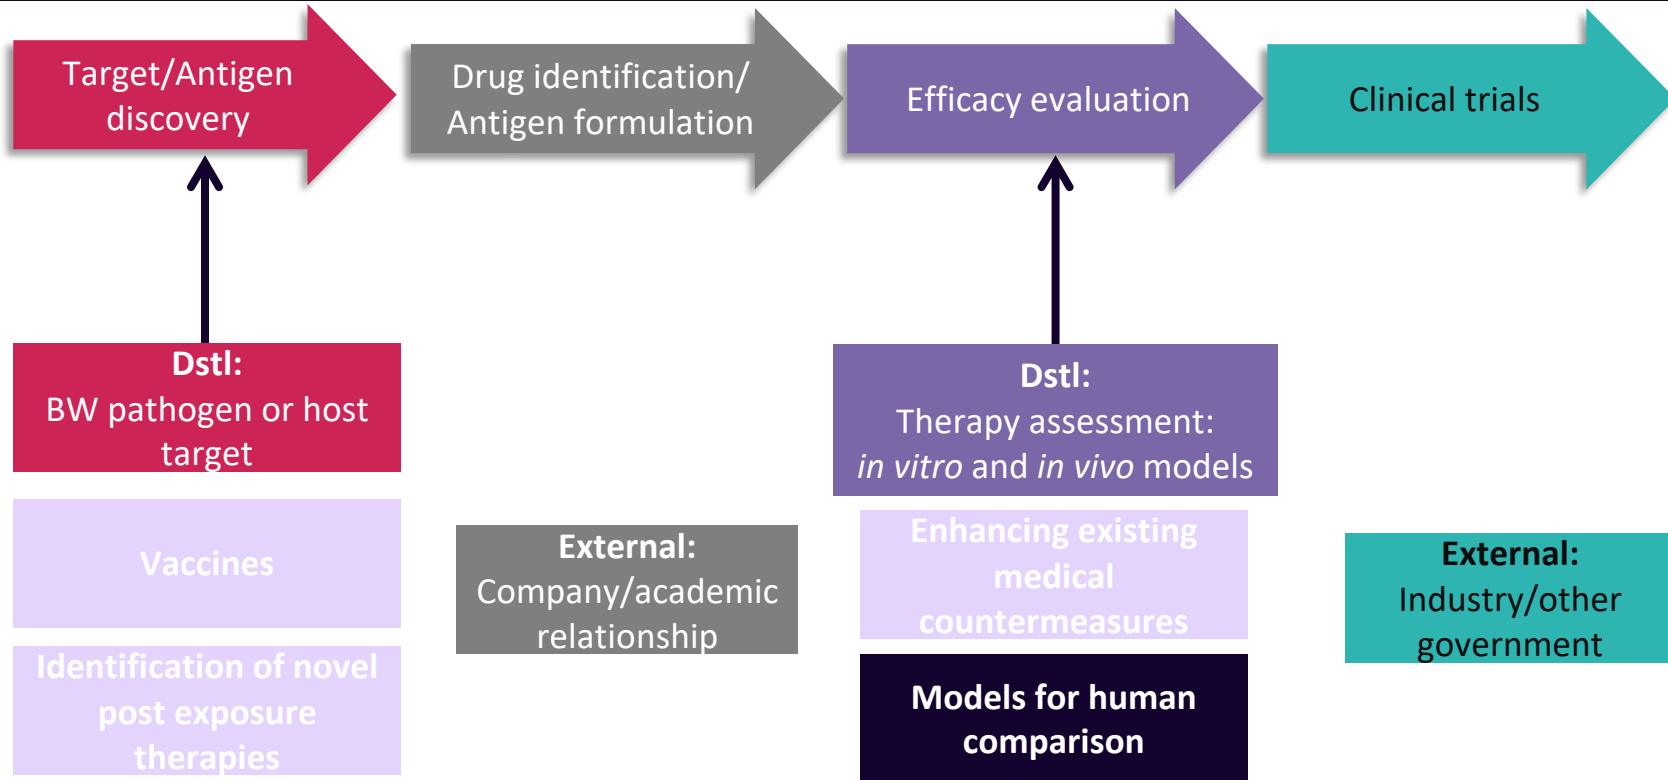 Target/Antigen
discovery
Drug identification/
Antigen formulation
Efficacy evaluation
Clinical trials
Dstl:
BW pathogen or host
target
Vaccines
Identification of novel
post exposure
therapies
External:
Company/academic
relationship
Dstl:
Therapy assessment:
in vitro and in vivo models
Enhancing existing
medical
countermeasures
Models for human
comparison
External:
Industry/other
government